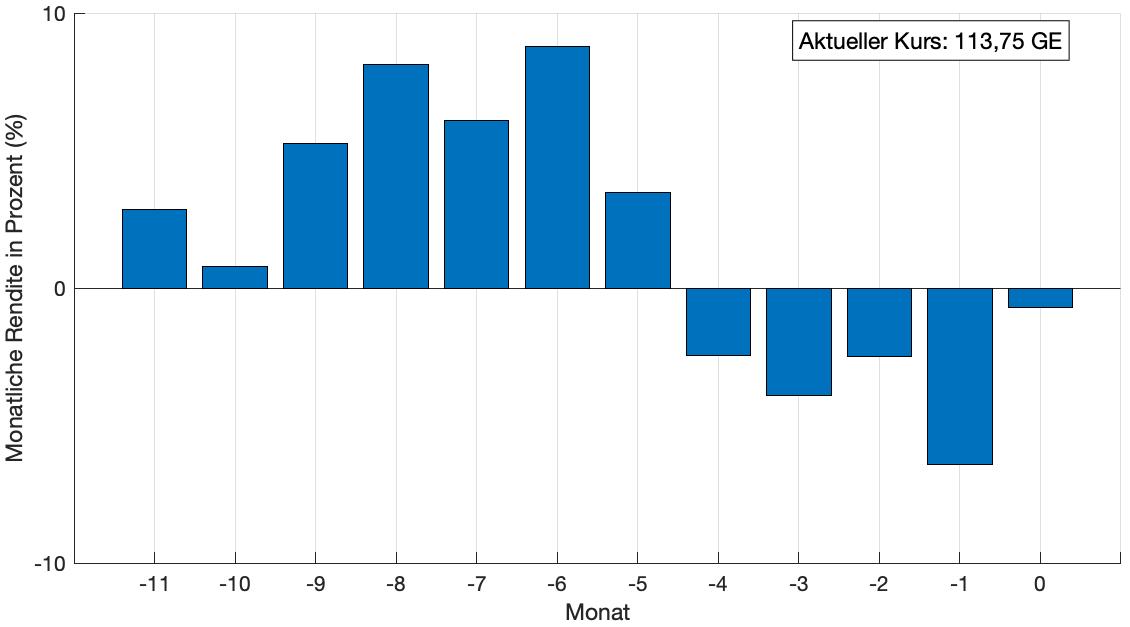 10
Aktueller Kurs: 113,75 GE
Monatliche Rendite in Prozent (%)
0
-10
-11 -10 -9 -8 -7 -6 -5 -4 -3 -2 -1 0
Monat